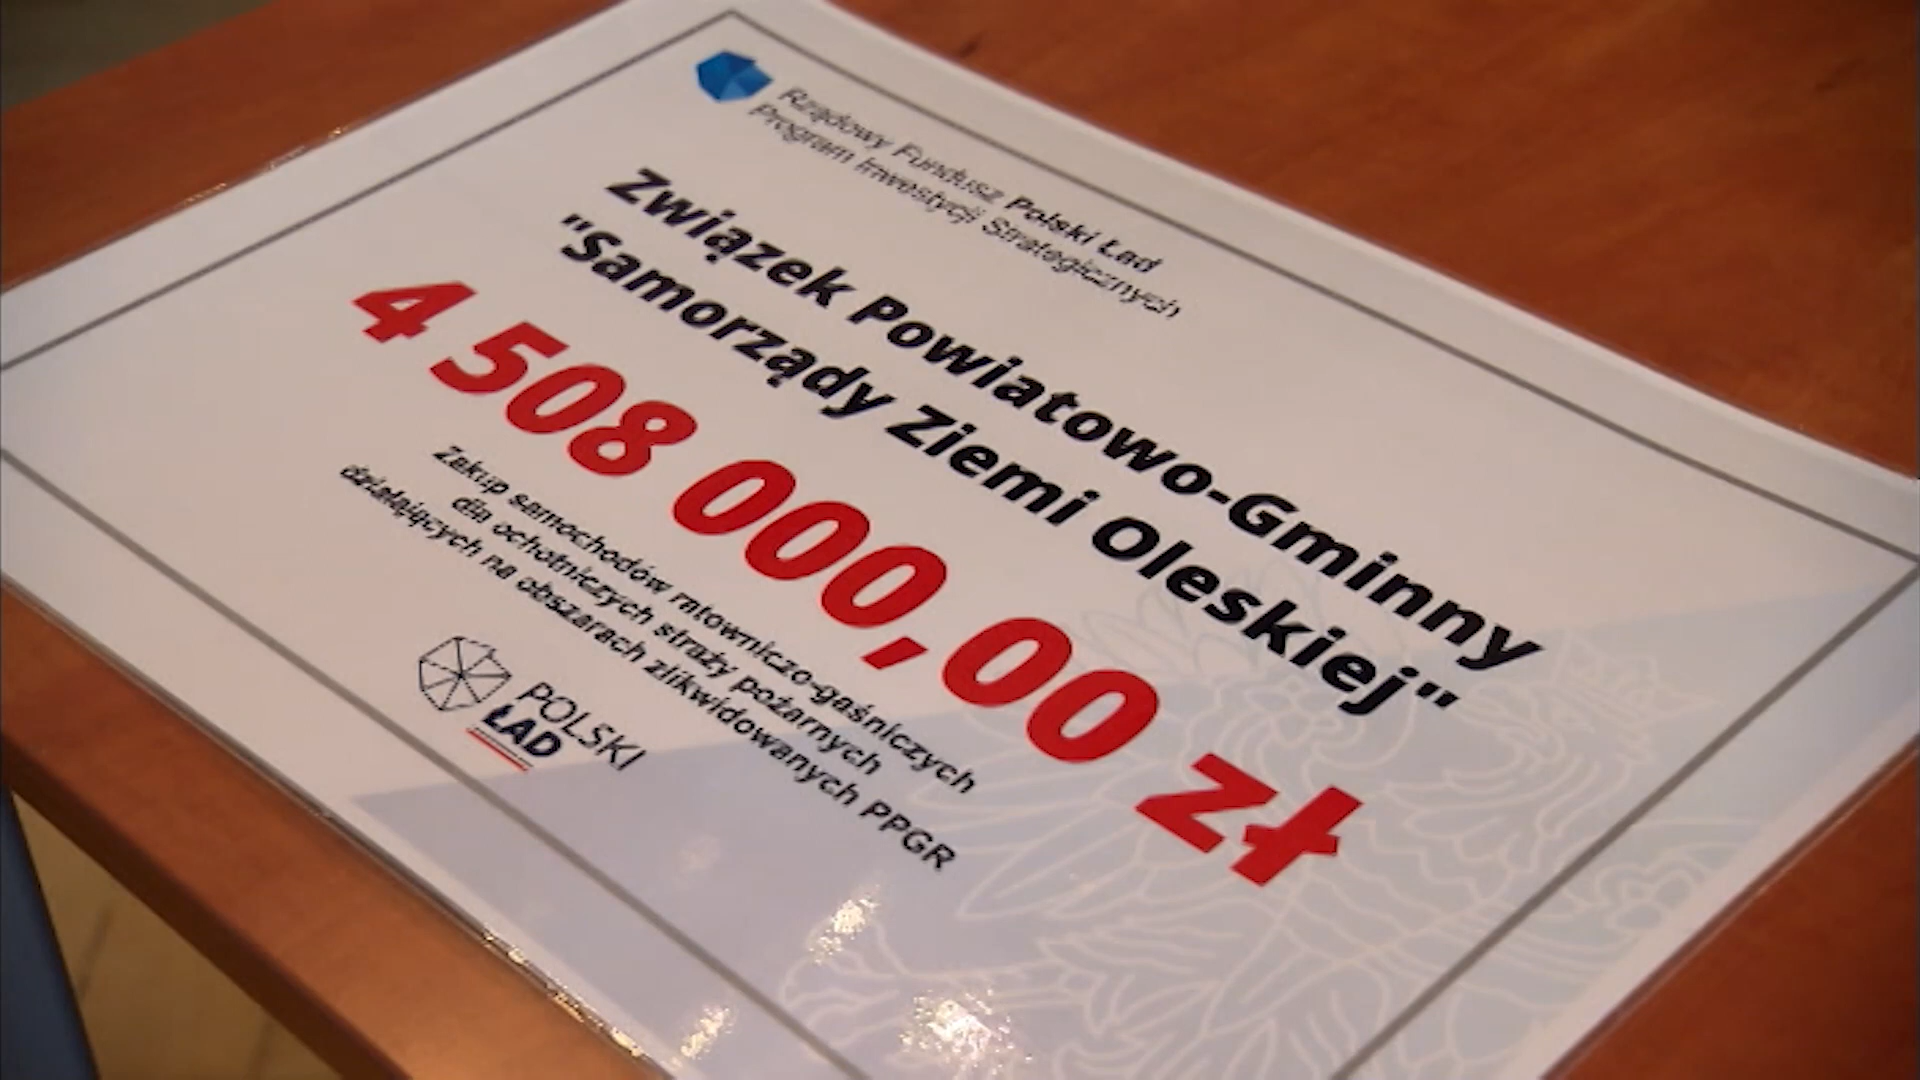 Rządowy Fundusz Polski Ład
Program Inwestycji Strategicznych
Związek Powiatowo-Gminny
"Samorządy Ziemi Oleskiej"
4 508 000,00 zł
Zakup samochodów ratowniczo-gaśniczych
dla ochotniczych straży pożarnych
działających na obszarach zlikwidowanych PPGR
POLSKI
ŁAD